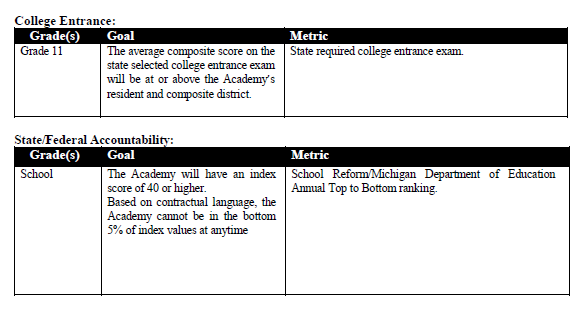 College Entrance:
Grade(s) Goal Metric
Grade 11 The average composite score on the State required college entrance exam.
state selected college entrance exam
will be at or above the Academy's
resident and composite district.
State/Federal Accountability:
Grade(s) Goal Metric
School The Academy will have an index School Reform/Michigan Department of Education
score of 40 or higher. Annual Top to Bottom ranking.
Based on contractual language, the
Academy cannot be in the bottom
5% of index values at anytime